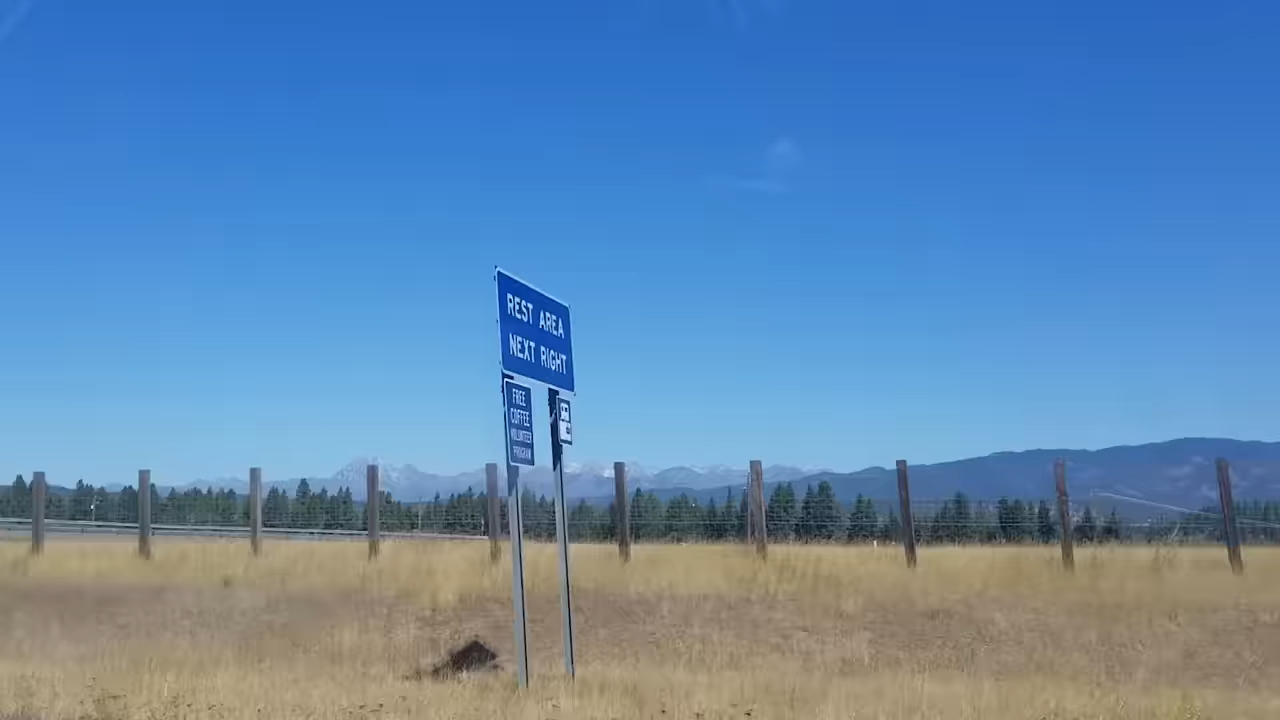 REST AREA
NEXT RIGHT
FREE
COFFEE
VOLUNTEER
PROGRAM